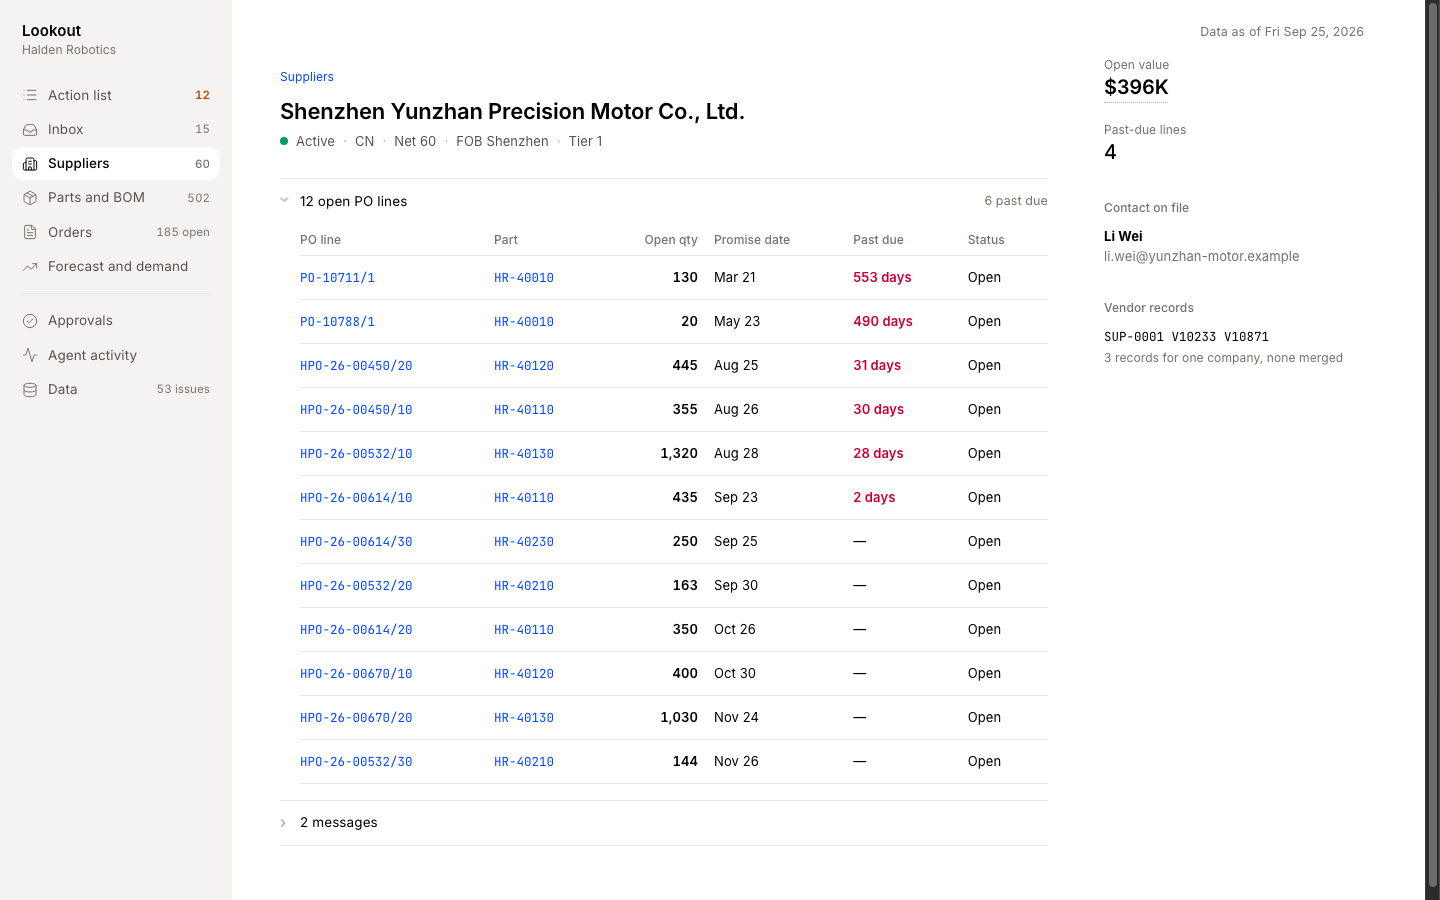 Lookout
Halden Robotics
Action list 12
Inbox 15
Suppliers 60
Parts and BOM 502
Orders 185 open
Forecast and demand
Approvals
Agent activity
Data 53 issues
Data as of Fri Sep 25, 2026
Suppliers
Shenzhen Yunzhan Precision Motor Co., Ltd.
Active · CN · Net 60 · FOB Shenzhen · Tier 1
12 open PO lines 6 past due
PO line Part Open qty Promise date Past due Status
PO-10711/1 HR-40010 130 Mar 21 553 days Open
PO-10788/1 HR-40010 20 May 23 490 days Open
HPO-26-00450/20 HR-40120 445 Aug 25 31 days Open
HPO-26-00450/10 HR-40110 355 Aug 26 30 days Open
HPO-26-00532/10 HR-40130 1,320 Aug 28 28 days Open
HPO-26-00614/10 HR-40110 435 Sep 23 2 days Open
HPO-26-00614/30 HR-40230 250 Sep 25 — Open
HPO-26-00532/20 HR-40210 163 Sep 30 — Open
HPO-26-00614/20 HR-40110 350 Oct 26 — Open
HPO-26-00670/10 HR-40120 400 Oct 30 — Open
HPO-26-00670/20 HR-40130 1,030 Nov 24 — Open
HPO-26-00532/30 HR-40210 144 Nov 26 — Open
2 messages
Open value
$396K
Past-due lines
4
Contact on file
Li Wei
li.wei@yunzhan-motor.example
Vendor records
SUP-0001 V10233 V10871
3 records for one company, none merged